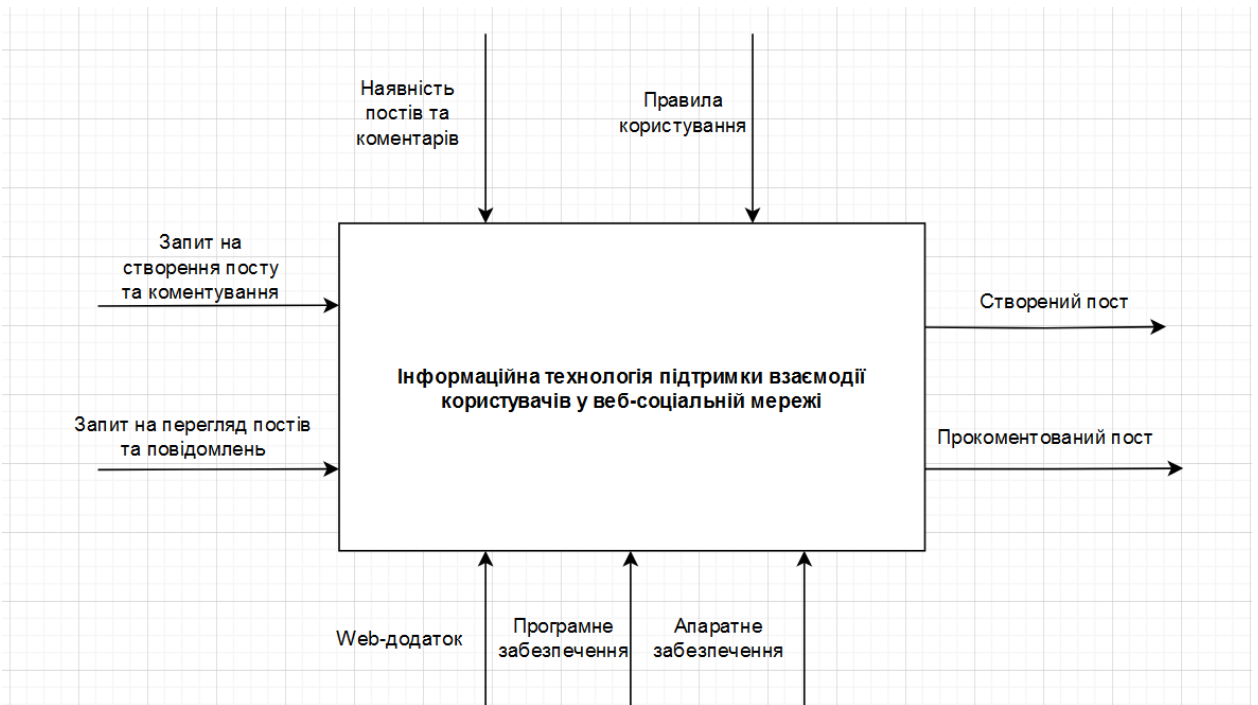 Наявність
постів та
коментарів
Правила
користування
Запит на
створення посту
та коментування
Створений пост
Інформаційна технологія підтримки взаємодії
користувачів у веб-соціальній мережі
Запит на перегляд постів
та повідомлень
Прокоментований пост
Web-додаток
Програмне
забезпечення
Апаратне
забезпечення